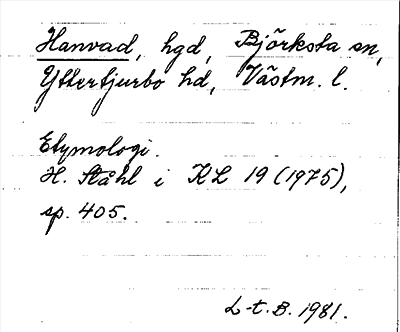 Hanvad, hgd, Björksta sn,
Yttertjurbo hd, Västm. l.
Etymologi.
H. Ståhl i KL 19 (1975),
sp. 405.
L-t. B. 1981.